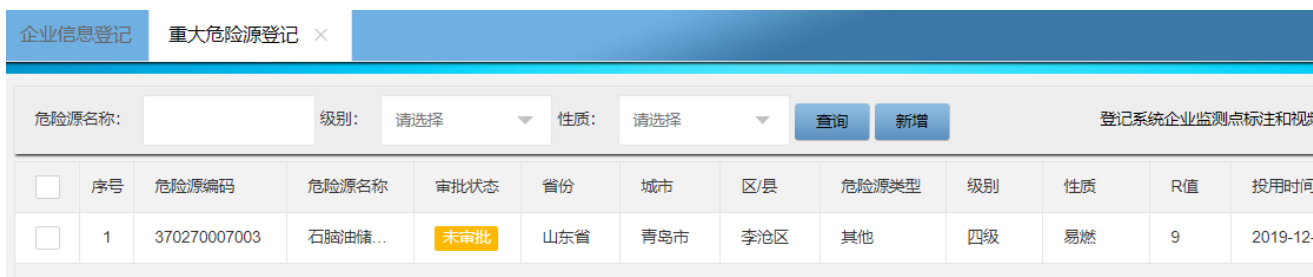 企业信息登记 重大危险源登记 ×
危险源名称： 级别： 请选择 性质： 请选择 查询 新增 登记系统企业监测点标注和视频
序号 危险源编码 危险源名称 审批状态 省份 城市 区/县 危险源类型 级别 性质 R值 投用时间
1 370270007003 石脑油储... 未审批 山东省 青岛市 李沧区 其他 四级 易燃 9 2019-12-